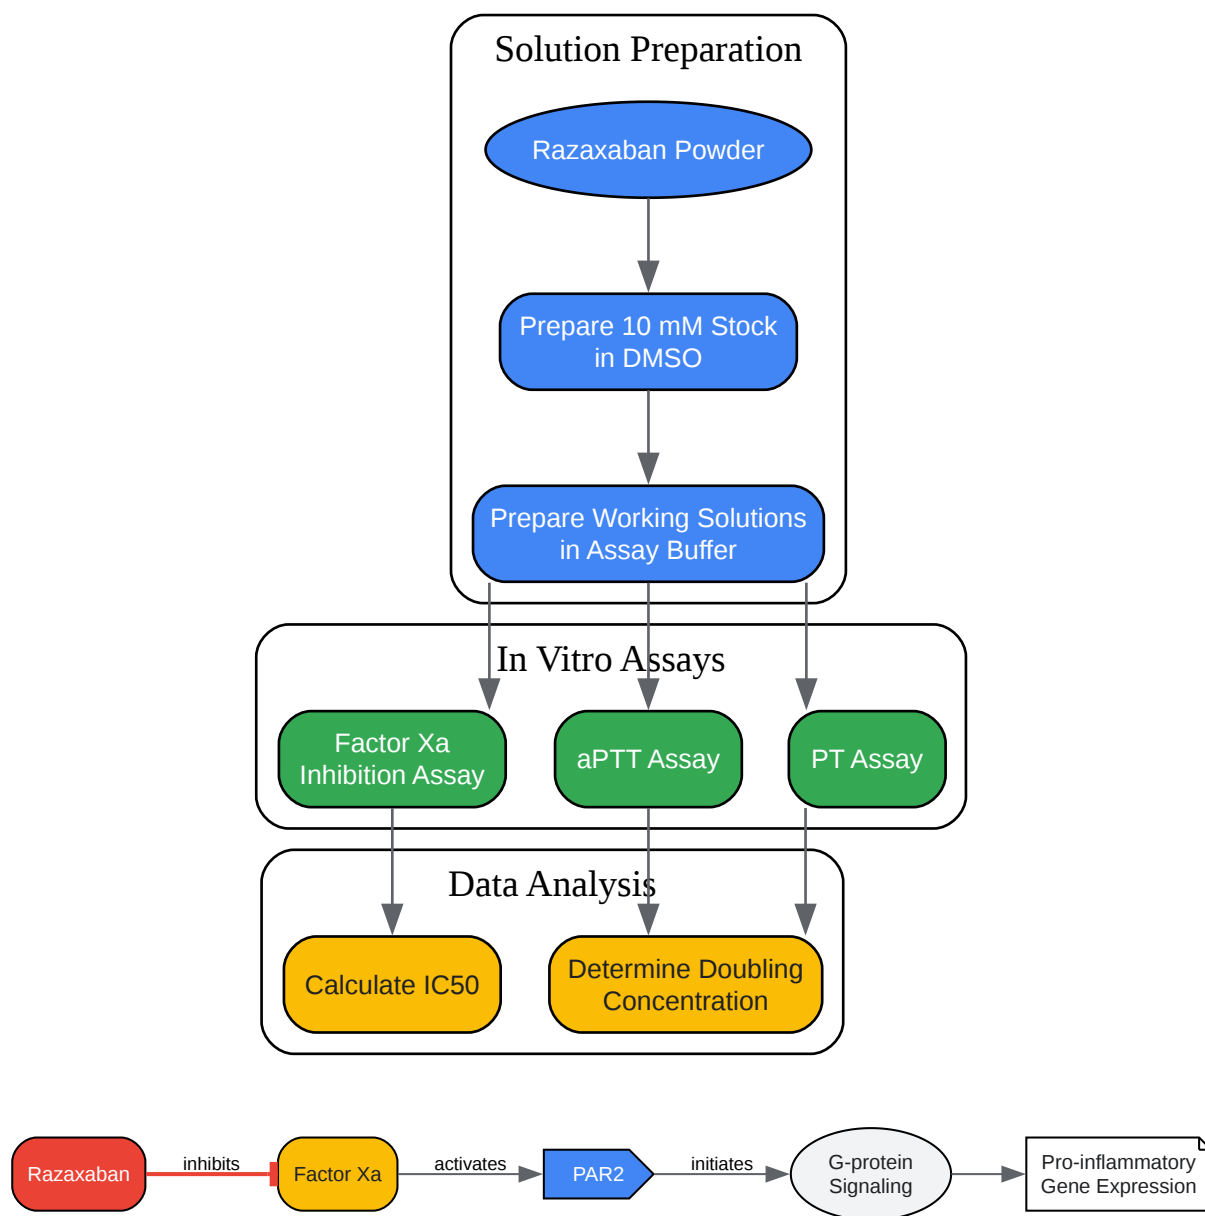 Solution Preparation
Razaxaban Powder
Prepare 10 mM Stock
in DMSO
Prepare Working Solutions
in Assay Buffer
In Vitro Assays
Factor Xa
Inhibition Assay
aPTT Assay
PT Assay
Data Analysis
Calculate IC50
Determine Doubling
Concentration
Razaxaban
inhibits
Factor Xa
activates
PAR2
initiates
G-protein
Signaling
Pro-inflammatory
Gene Expression